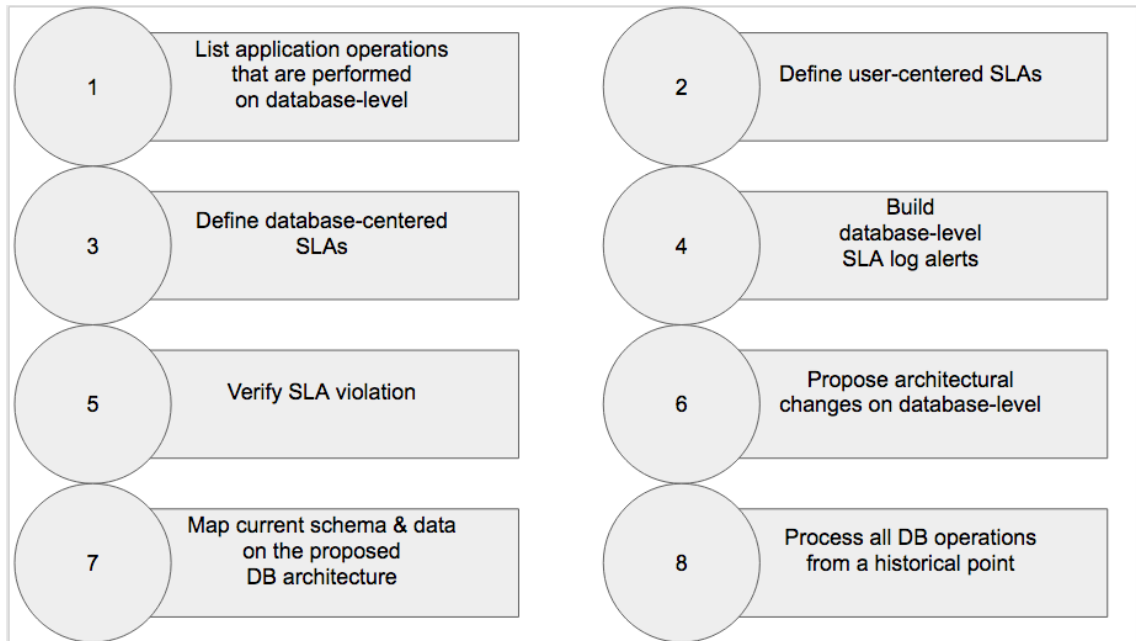 1
List application operations
that are performed
on database-level
2
Define user-centered SLAs
3
Define database-centered
SLAs
4
Build
database-level
SLA log alerts
5
Verify SLA violation
6
Propose architectural
changes on database-level
7
Map current schema & data
on the proposed
DB architecture
8
Process all DB operations
from a historical point